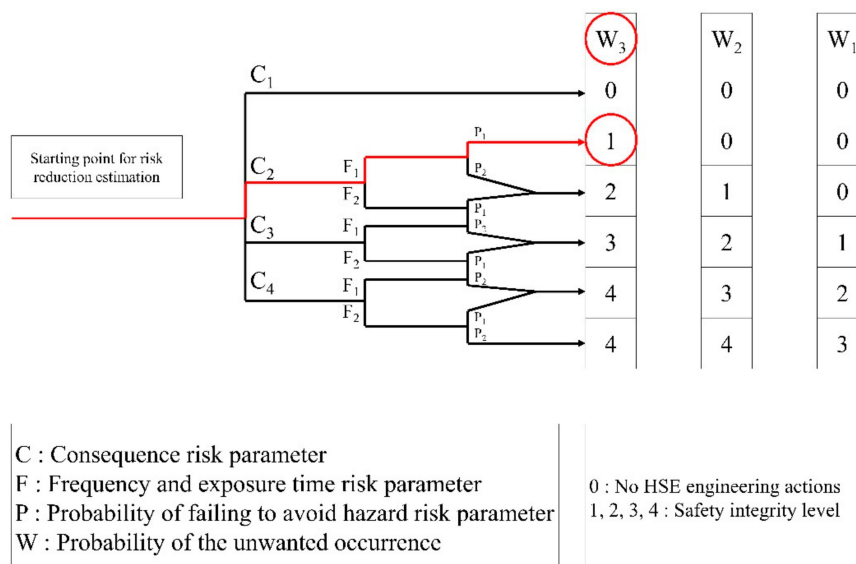 W3 W2 W1
C1 0 0 0
P1 1 0 0
Starting point for risk
reduction estimation
C2 F1 P2
F2 P1 2 1 0
C3 F1 P2
F2 P1 3 2 1
C4 F1 P2
F2 P1 4 3 2
P2 4 4 3
C : Consequence risk parameter
F : Frequency and exposure time risk parameter
P : Probability of failing to avoid hazard risk parameter
W : Probability of the unwanted occurrence
0 : No HSE engineering actions
1, 2, 3, 4 : Safety integrity level